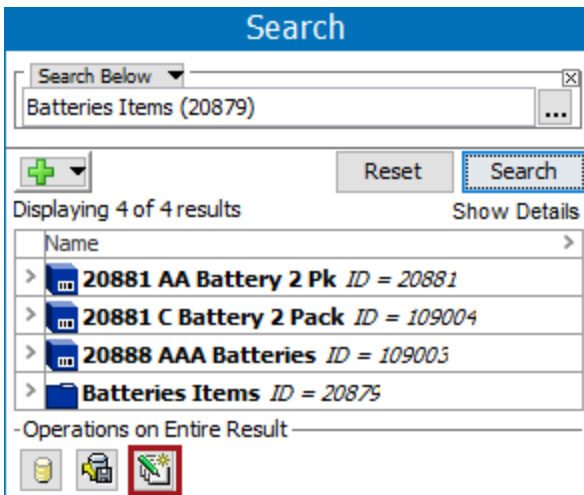 Search
Search Below
Batteries Items (20879)
...
Reset Search
Displaying 4 of 4 results Show Details
Name
20881 AA Battery 2 Pk ID = 20881
20881 C Battery 2 Pack ID = 109004
20888 AAA Batteries ID = 109003
Batteries Items ID = 20879
Operations on Entire Result